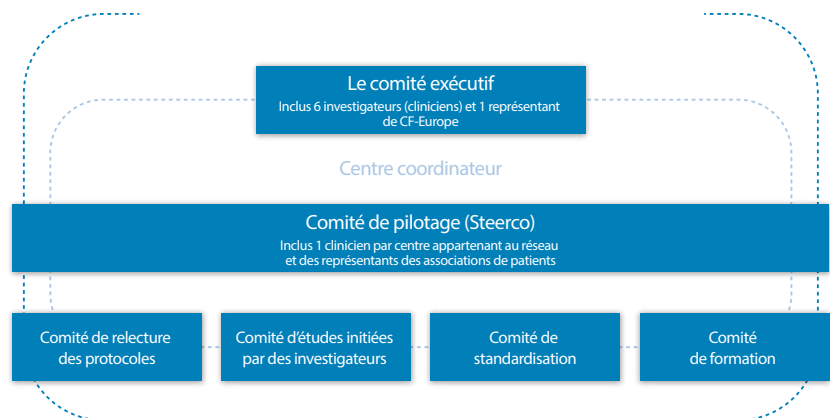 Le comité exécutif
Inclus 6 investigateurs (cliniciens) et 1 représentant
de CF-Europe
Centre coordinateur
Comité de pilotage (Steerco)
Inclus 1 clinicien par centre appartenant au réseau
et des représentants des associations de patients
Comité de relecture
des protocoles
Comité d'études initiées
par des investigateurs
Comité de
standardisation
Comité
de formation